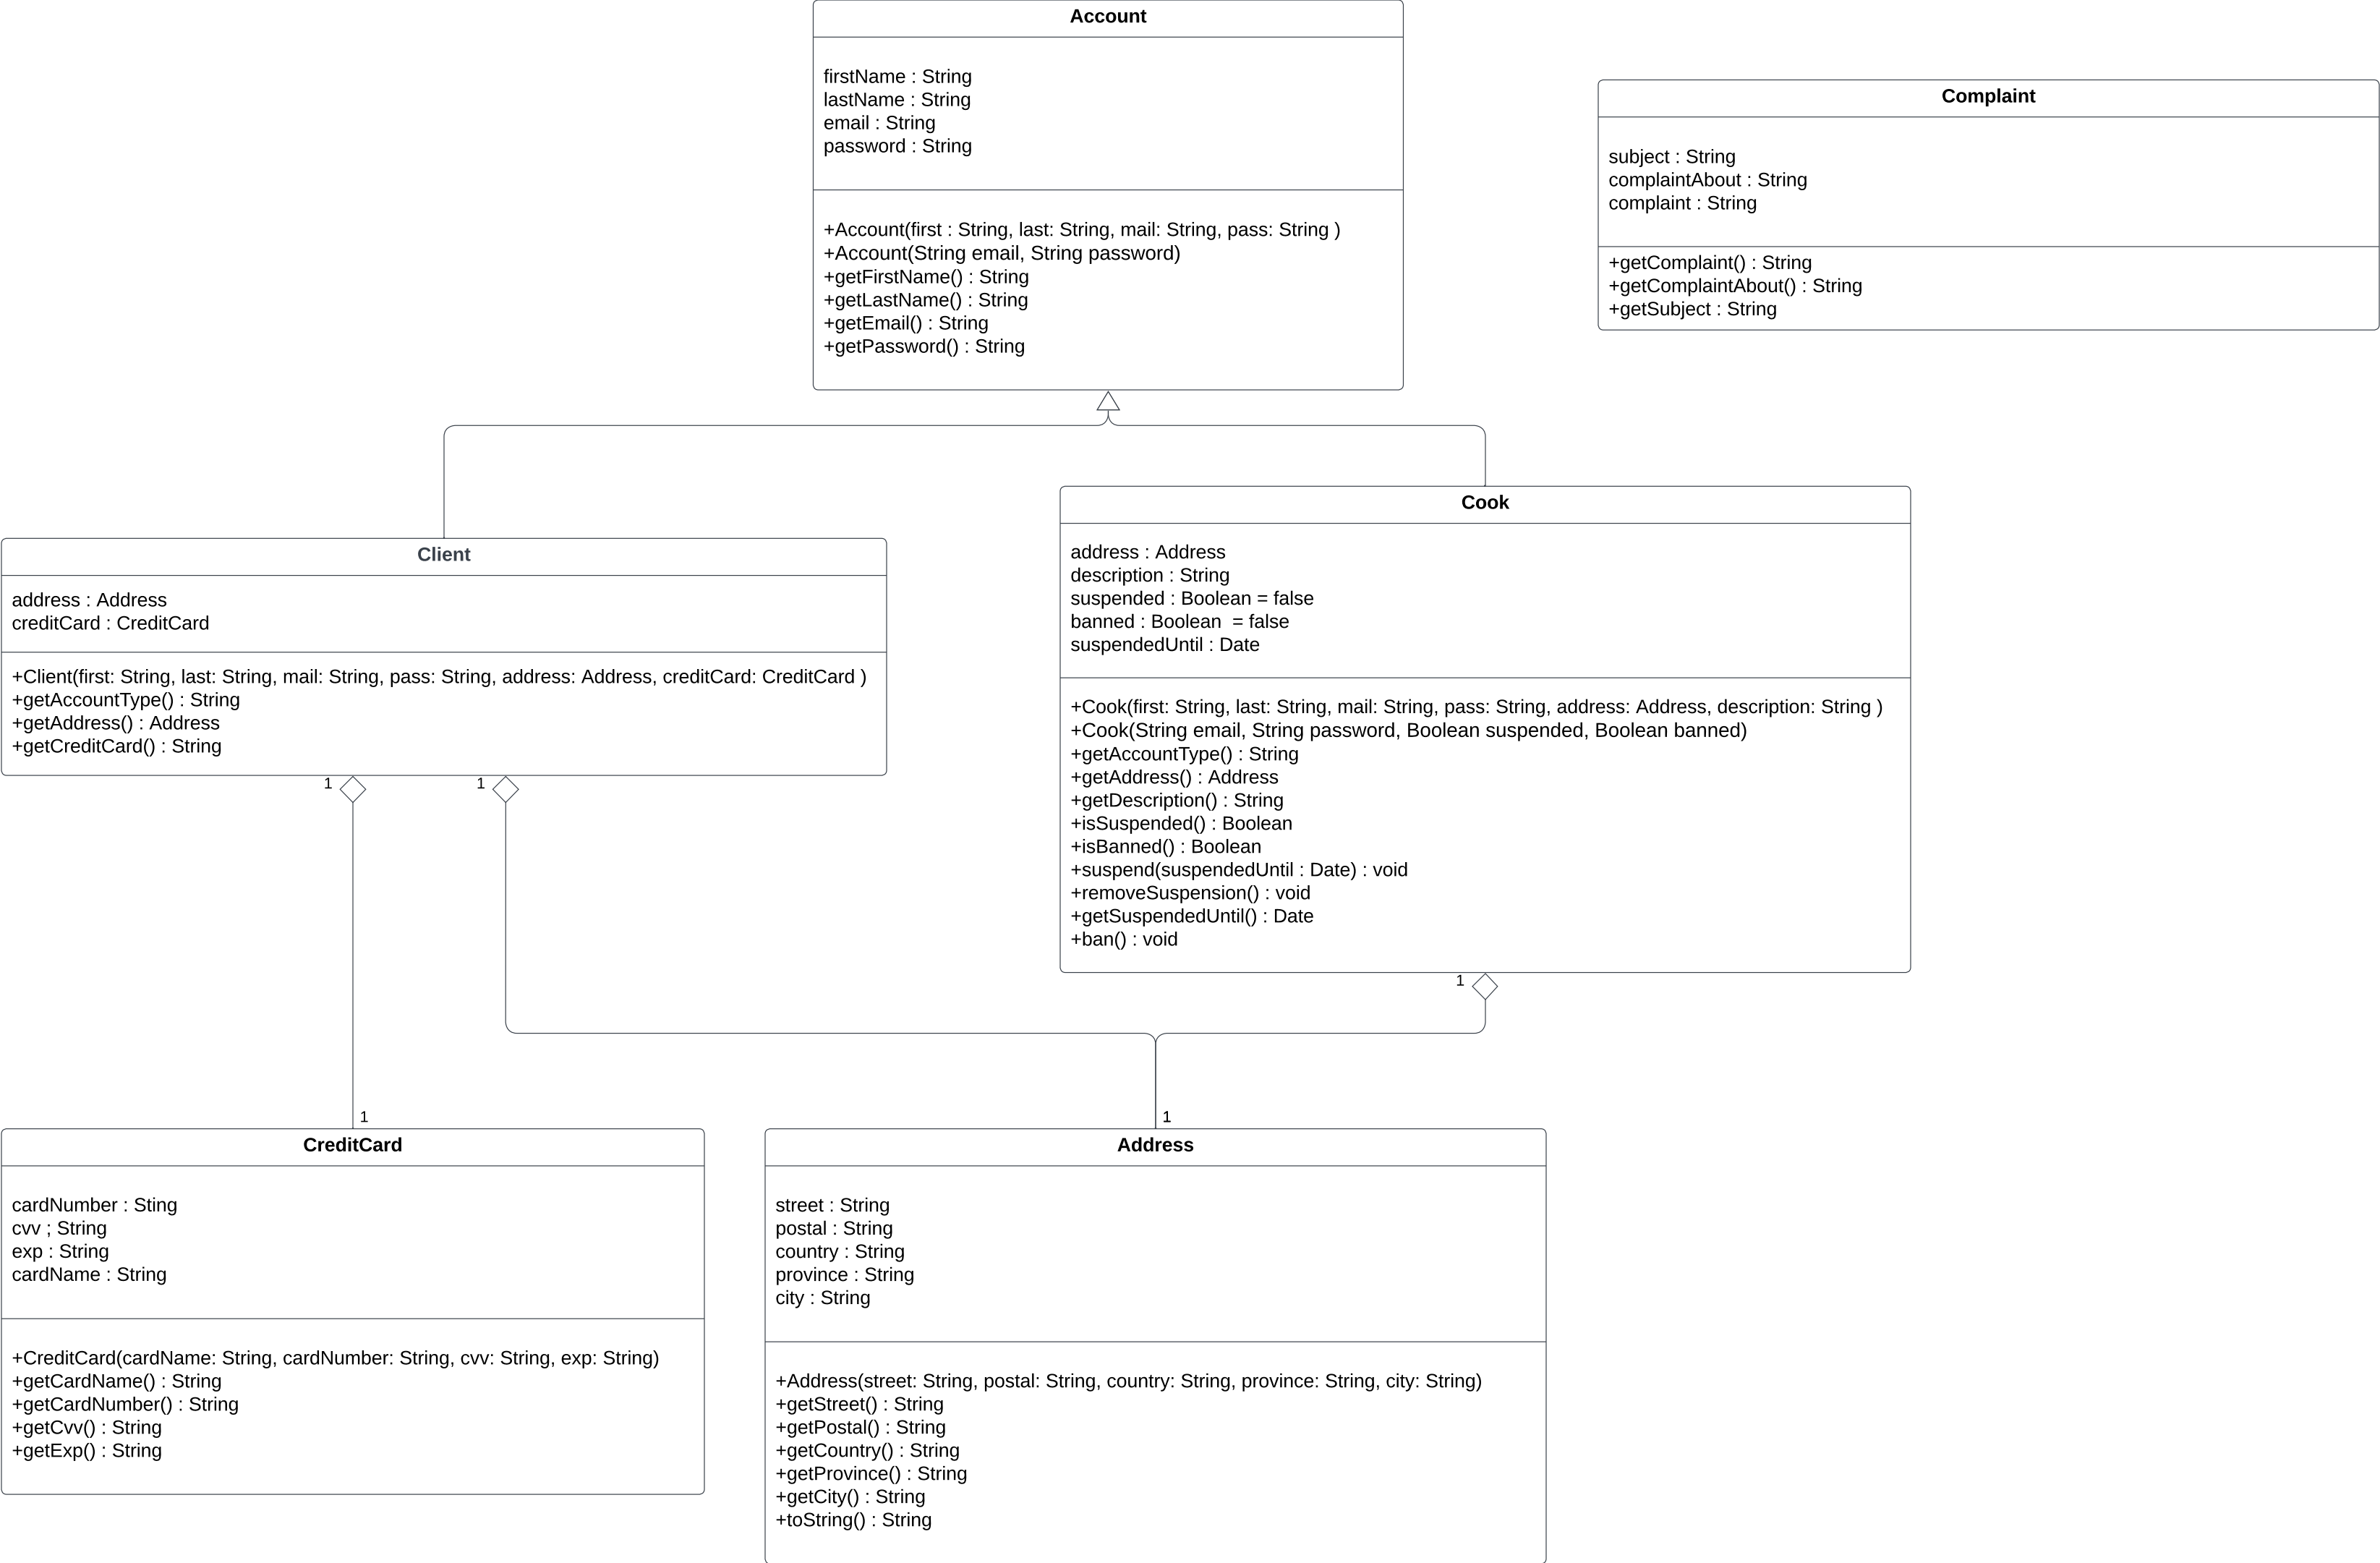 Account
firstName : String
lastName : String
email : String
password : String
+Account(first : String, last: String, mail: String, pass: String )
+Account(String email, String password)
+getFirstName() : String
+getLastName() : String
+getEmail() : String
+getPassword() : String
Complaint
subject : String
complaintAbout : String
complaint : String
+getComplaint() : String
+getComplaintAbout() : String
+getSubject : String
Client
address : Address
creditCard : CreditCard
+Client(first: String, last: String, mail: String, pass: String, address: Address, creditCard: CreditCard )
+getAccountType() : String
+getAddress() : Address
+getCreditCard() : String
1
1
Cook
address : Address
description : String
suspended : Boolean = false
banned : Boolean  = false
suspendedUntil : Date
+Cook(first: String, last: String, mail: String, pass: String, address: Address, description: String )
+Cook(String email, String password, Boolean suspended, Boolean banned)
+getAccountType() : String
+getAddress() : Address
+getDescription() : String
+isSuspended() : Boolean
+isBanned() : Boolean
+suspend(suspendedUntil : Date) : void
+removeSuspension() : void
+getSuspendedUntil() : Date
+ban() : void
1
1
CreditCard
cardNumber : Sting
cvv ; String
exp : String
cardName : String
+CreditCard(cardName: String, cardNumber: String, cvv: String, exp: String)
+getCardName() : String
+getCardNumber() : String
+getCvv() : String
+getExp() : String
1
Address
street : String
postal : String
country : String
province : String
city : String
+Address(street: String, postal: String, country: String, province: String, city: String)
+getStreet() : String
+getPostal() : String
+getCountry() : String
+getProvince() : String
+getCity() : String
+toString() : String